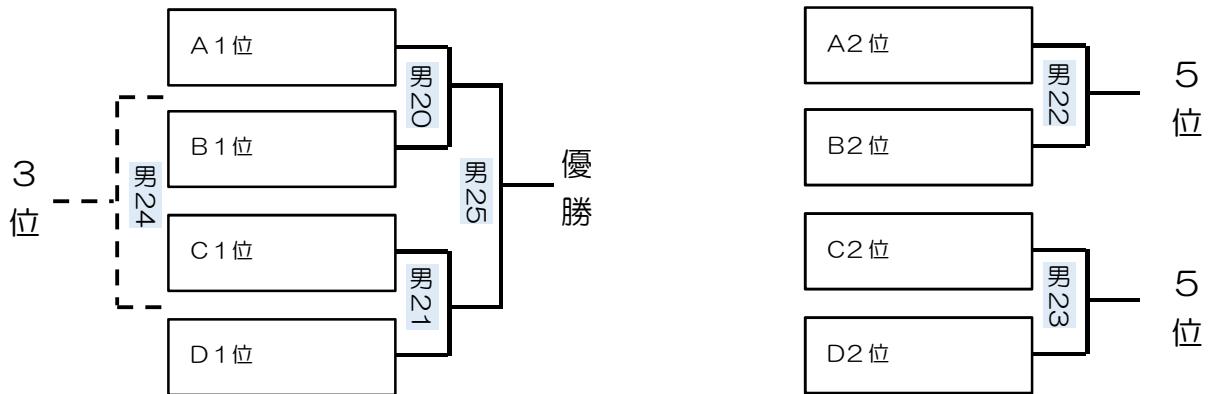 A1位
B1位
C1位
D1位
男20
男21
男24
男25
3位
優勝
A2位
B2位
C2位
D2位
男22
男23
5位
5位